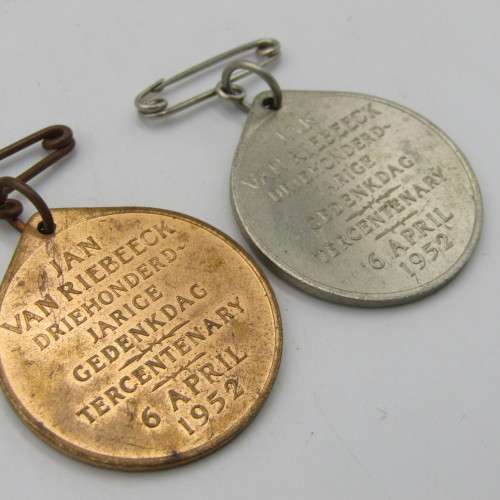 JAN
VAN RIEBEECK
DRIEHONDERD-
JARIGE
GEDENKDAG
TERCENTENARY
6 APRIL
1952
JAN
VAN RIEBEECK
DRIEHONDERD-
JARIGE
GEDENKDAG
TERCENTENARY
6 APRIL
1952